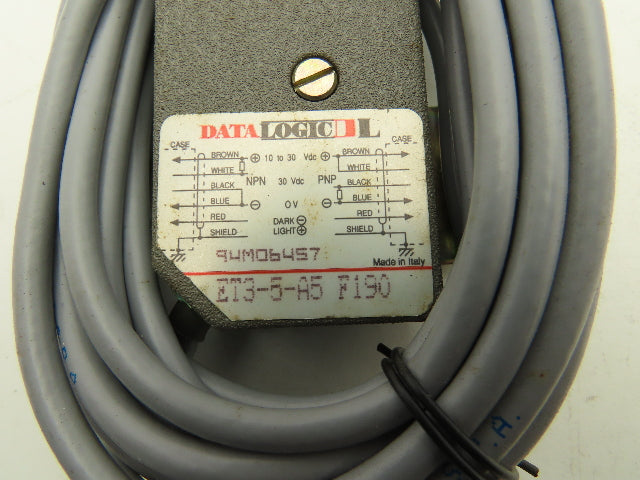 DATALOGIC DL
CASE CASE
BROWN ⊕ 10 to 30 Vdc ⊕ BROWN
WHITE WHITE
NPN 30 Vdc PNP
BLACK BLACK
BLUE ⊖ 0 V ⊖ BLUE
RED DARK ⊖ RED
SHIELD LIGHT ⊕ SHIELD
94M06457
Made in Italy
ET3-5-A5 F190